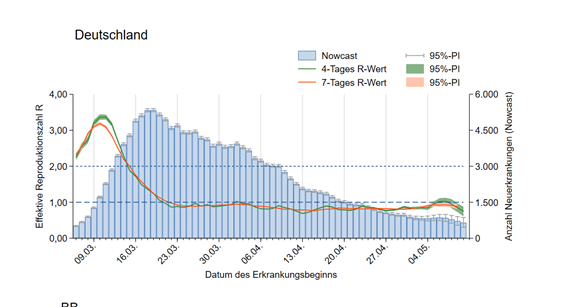 Deutschland
Nowcast 95%-PI
4-Tages R-Wert 95%-PI
7-Tages R-Wert 95%-PI
4,00 6.000
3,00 4.500
2,00 3.000
1,00 1.500
0,00 0
Effektive Reproduktionszahl R
Anzahl Neuerkrankungen (Nowcast)
09.03. 16.03. 23.03. 30.03. 06.04. 13.04. 20.04. 27.04. 04.05.
Datum des Erkrankungsbeginns